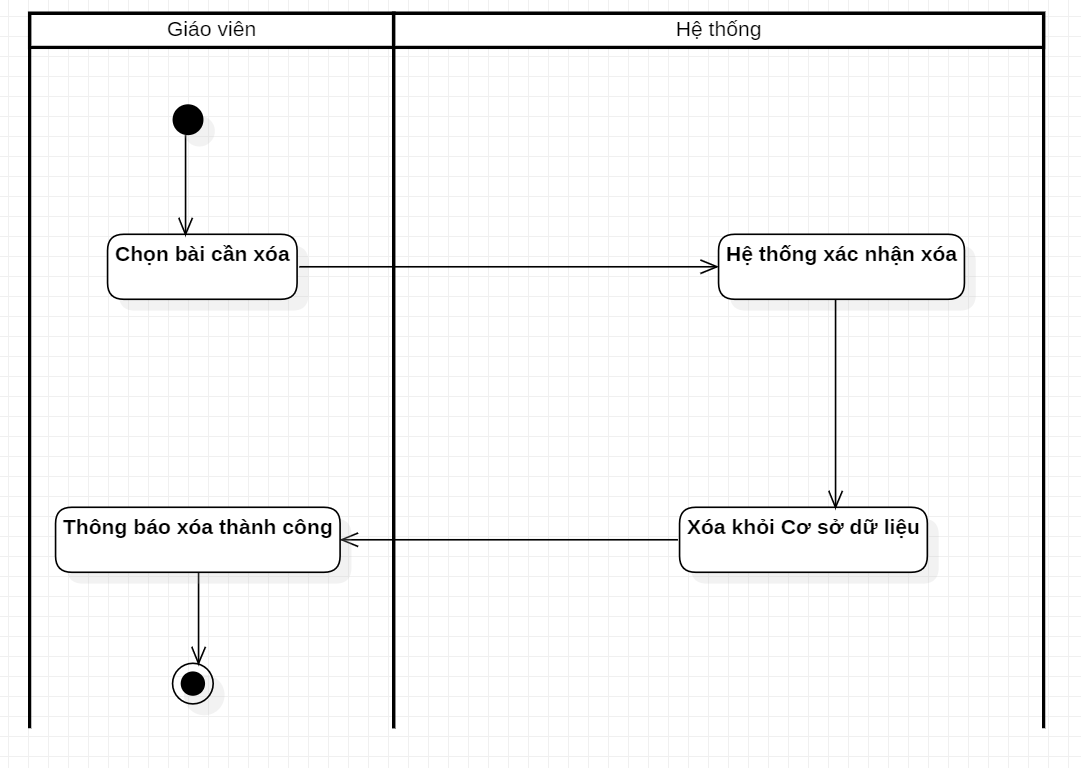 Giáo viên
Hệ thống
Chọn bài cần xóa
Hệ thống xác nhận xóa
Thông báo xóa thành công
Xóa khỏi Cơ sở dữ liệu